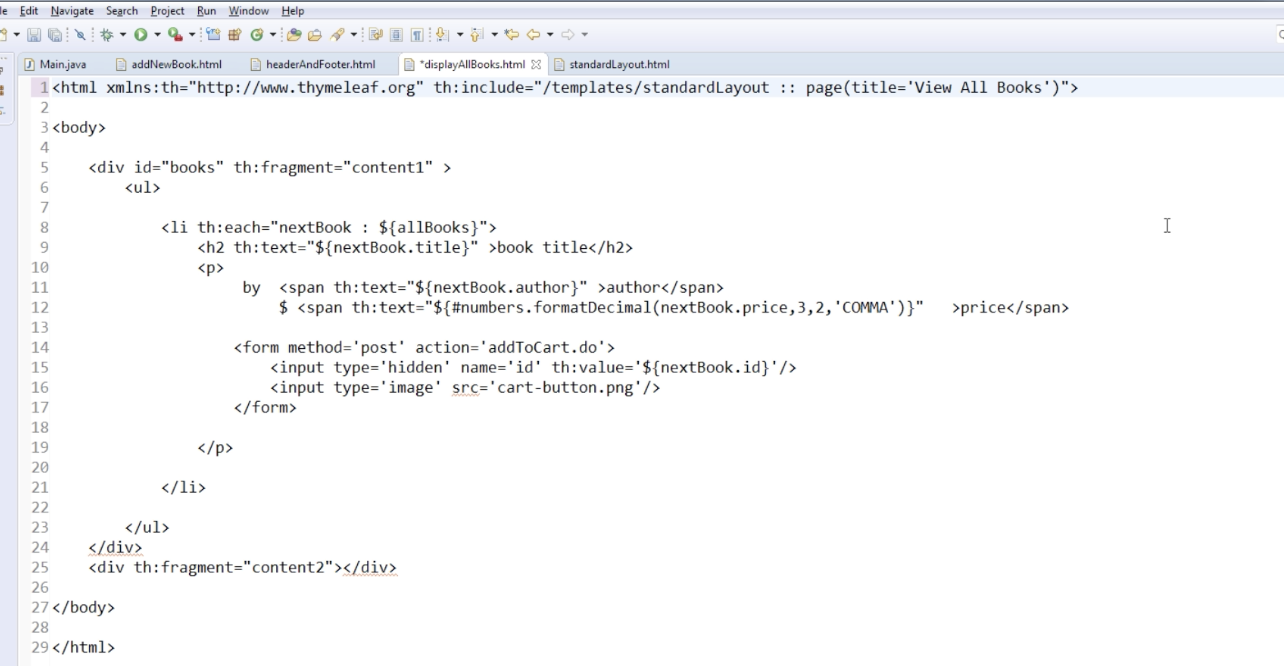 Edit Navigate Search Project Run Window Help
Main.java addNewBook.html headerAndFooter.html *displayAllBooks.html standardLayout.html
1 <html xmlns:th="http://www.thymeleaf.org" th:include="/templates/standardLayout :: page(title='View All Books')">
2
3 <body>
4
5 <div id="books" th:fragment="content1" >
6 <ul>
7
8 <li th:each="nextBook : ${allBooks}">
9 <h2 th:text="${nextBook.title}" >book title</h2>
10 <p>
11 by <span th:text="${nextBook.author}" >author</span>
12 $ <span th:text="${#numbers.formatDecimal(nextBook.price,3,2,'COMMA')}" >price</span>
13
14 <form method='post' action='addToCart.do'>
15 <input type='hidden' name='id' th:value='${nextBook.id}'/>
16 <input type='image' src='cart-button.png'/>
17 </form>
18
19 </p>
20
21 </li>
22
23 </ul>
24 </div>
25 <div th:fragment="content2"></div>
26
27 </body>
28
29 </html>